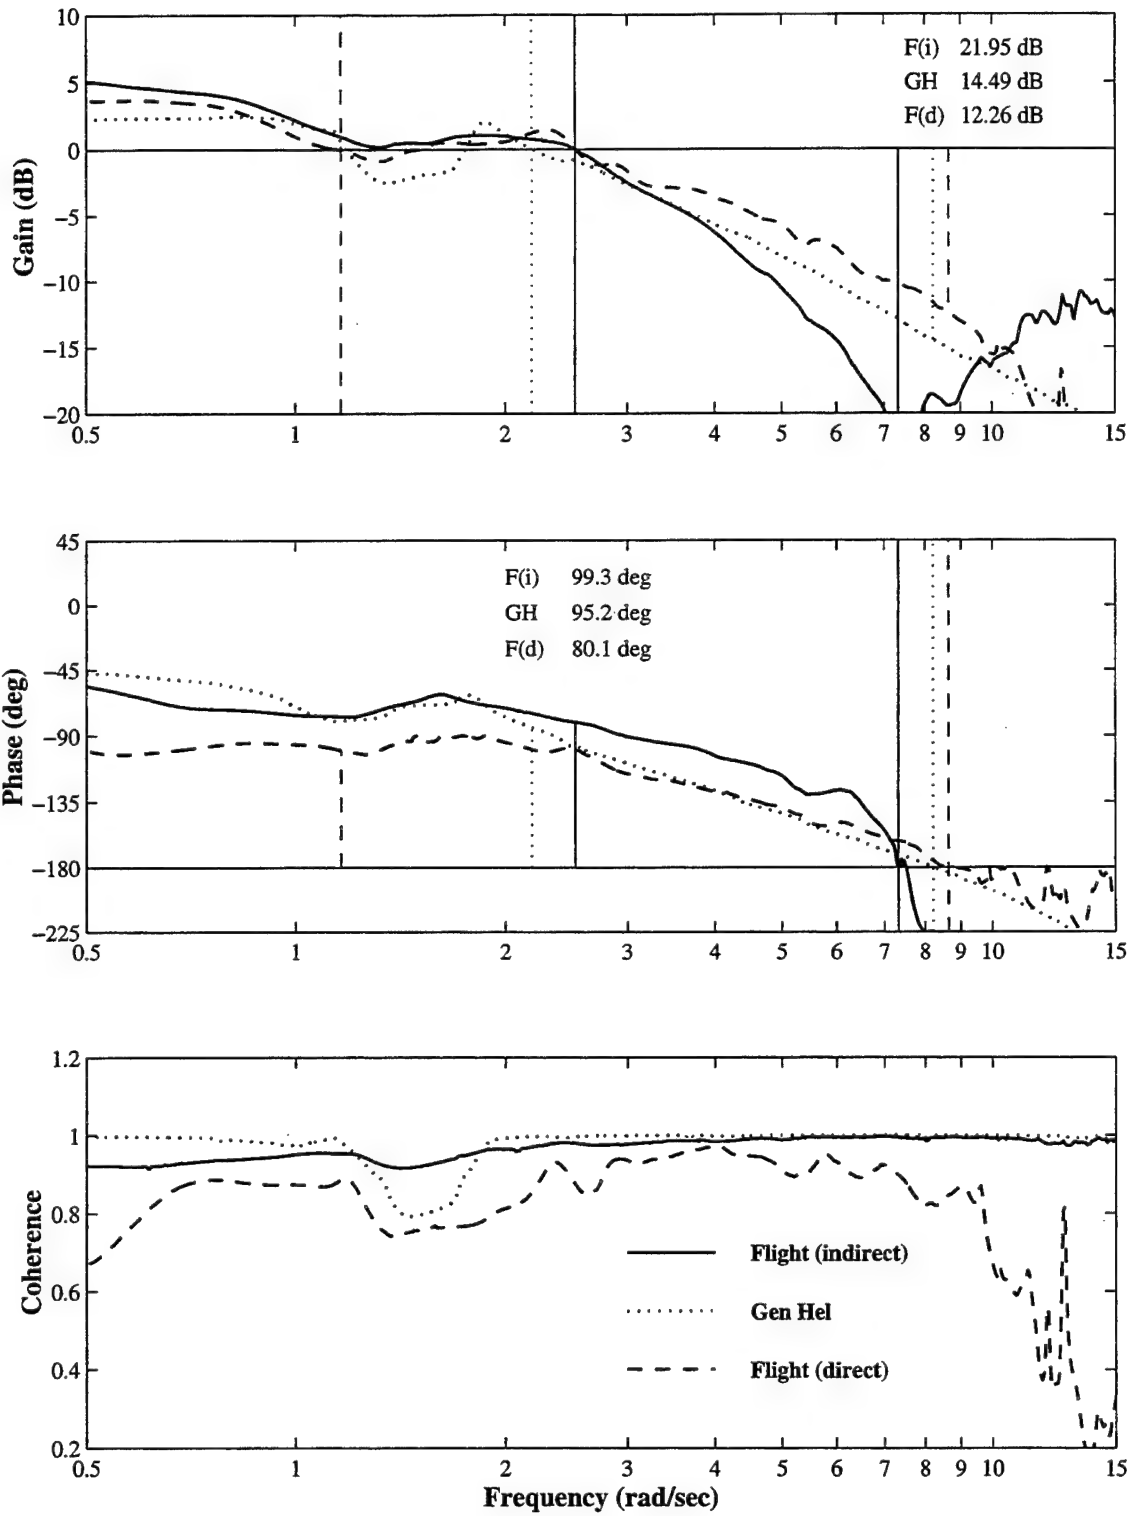 10
5
0
−5
−10
−15
−20
Gain (dB)
F(i) 21.95 dB
GH 14.49 dB
F(d) 12.26 dB
0.5 1 2 3 4 5 6 7 8 9 10 15
45
0
−45
−90
−135
−180
−225
Phase (deg)
F(i) 99.3 deg
GH 95.2 deg
F(d) 80.1 deg
0.5 1 2 3 4 5 6 7 8 9 10 15
1.2
1
0.8
0.6
0.4
0.2
Coherence
Flight (indirect)
Gen Hel
Flight (direct)
0.5 1 2 3 4 5 6 7 8 9 10 15
Frequency (rad/sec)